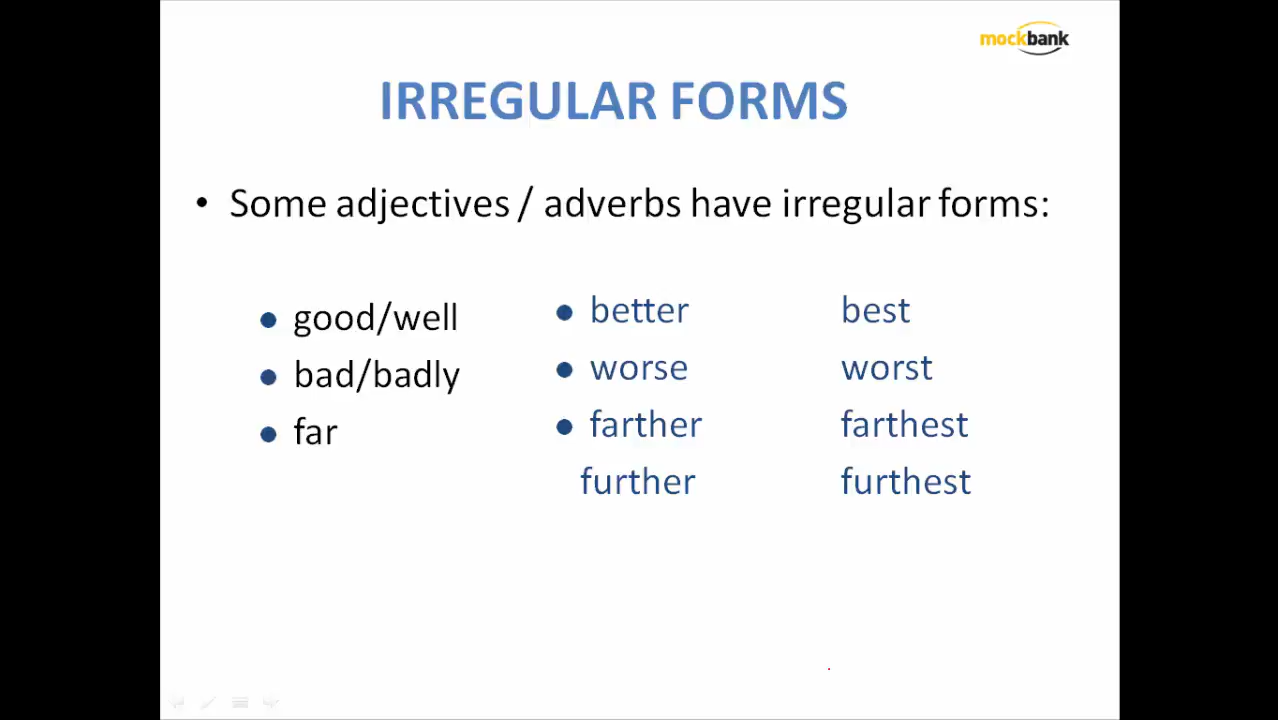 mockbank
IRREGULAR FORMS
• Some adjectives / adverbs have irregular forms:
● good/well ● better best
● bad/badly ● worse worst
● far ● farther farthest
further furthest